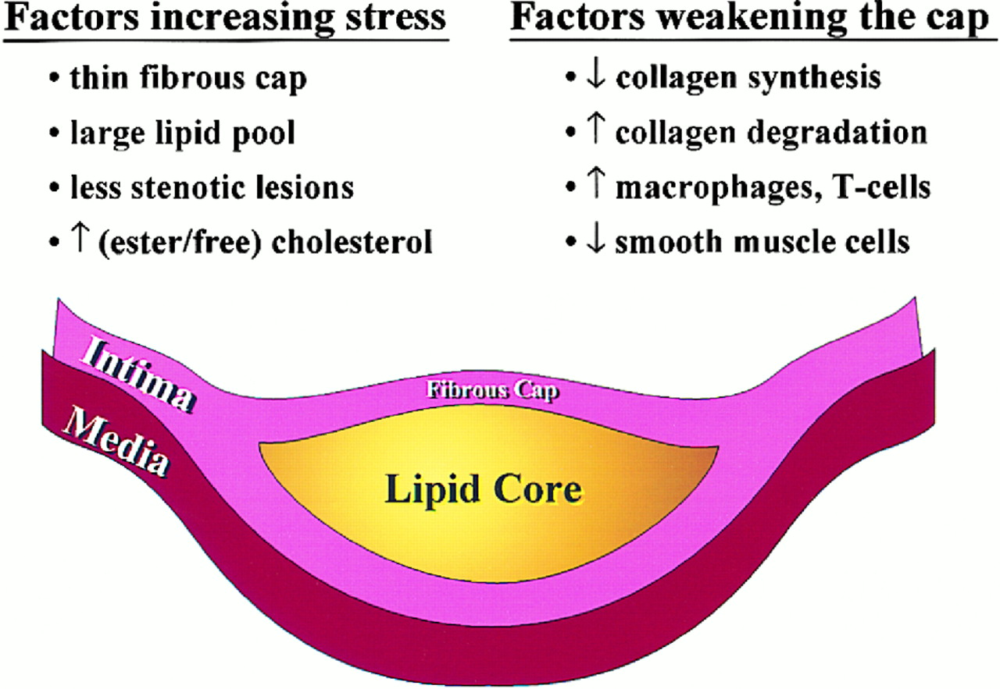 Factors increasing stress
• thin fibrous cap
• large lipid pool
• less stenotic lesions
• ↑ (ester/free) cholesterol
Factors weakening the cap
• ↓ collagen synthesis
• ↑ collagen degradation
• ↑ macrophages, T-cells
• ↓ smooth muscle cells
Intima
Media
Fibrous Cap
Lipid Core